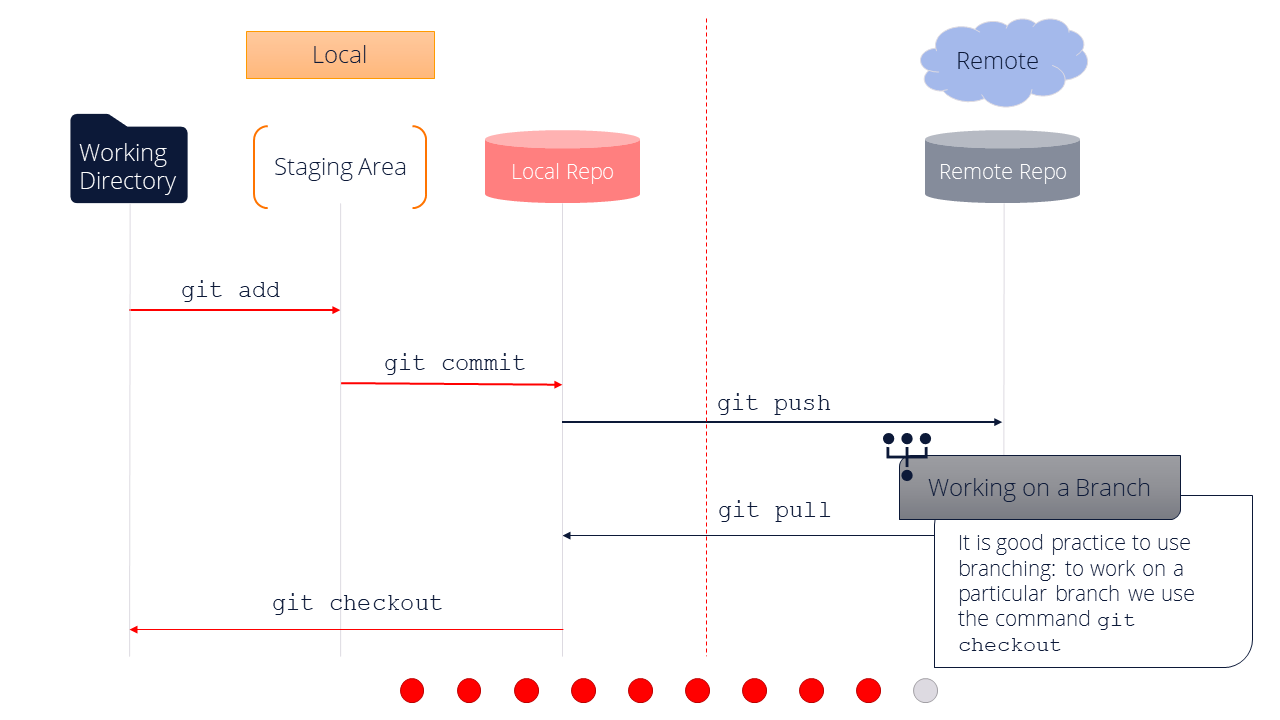 Local
Remote
Working
Directory
Staging Area
Local Repo
Remote Repo
git add
git commit
git push
Working on a Branch
git pull
It is good practice to use
branching: to work on a
particular branch we use
the command git
checkout
git checkout